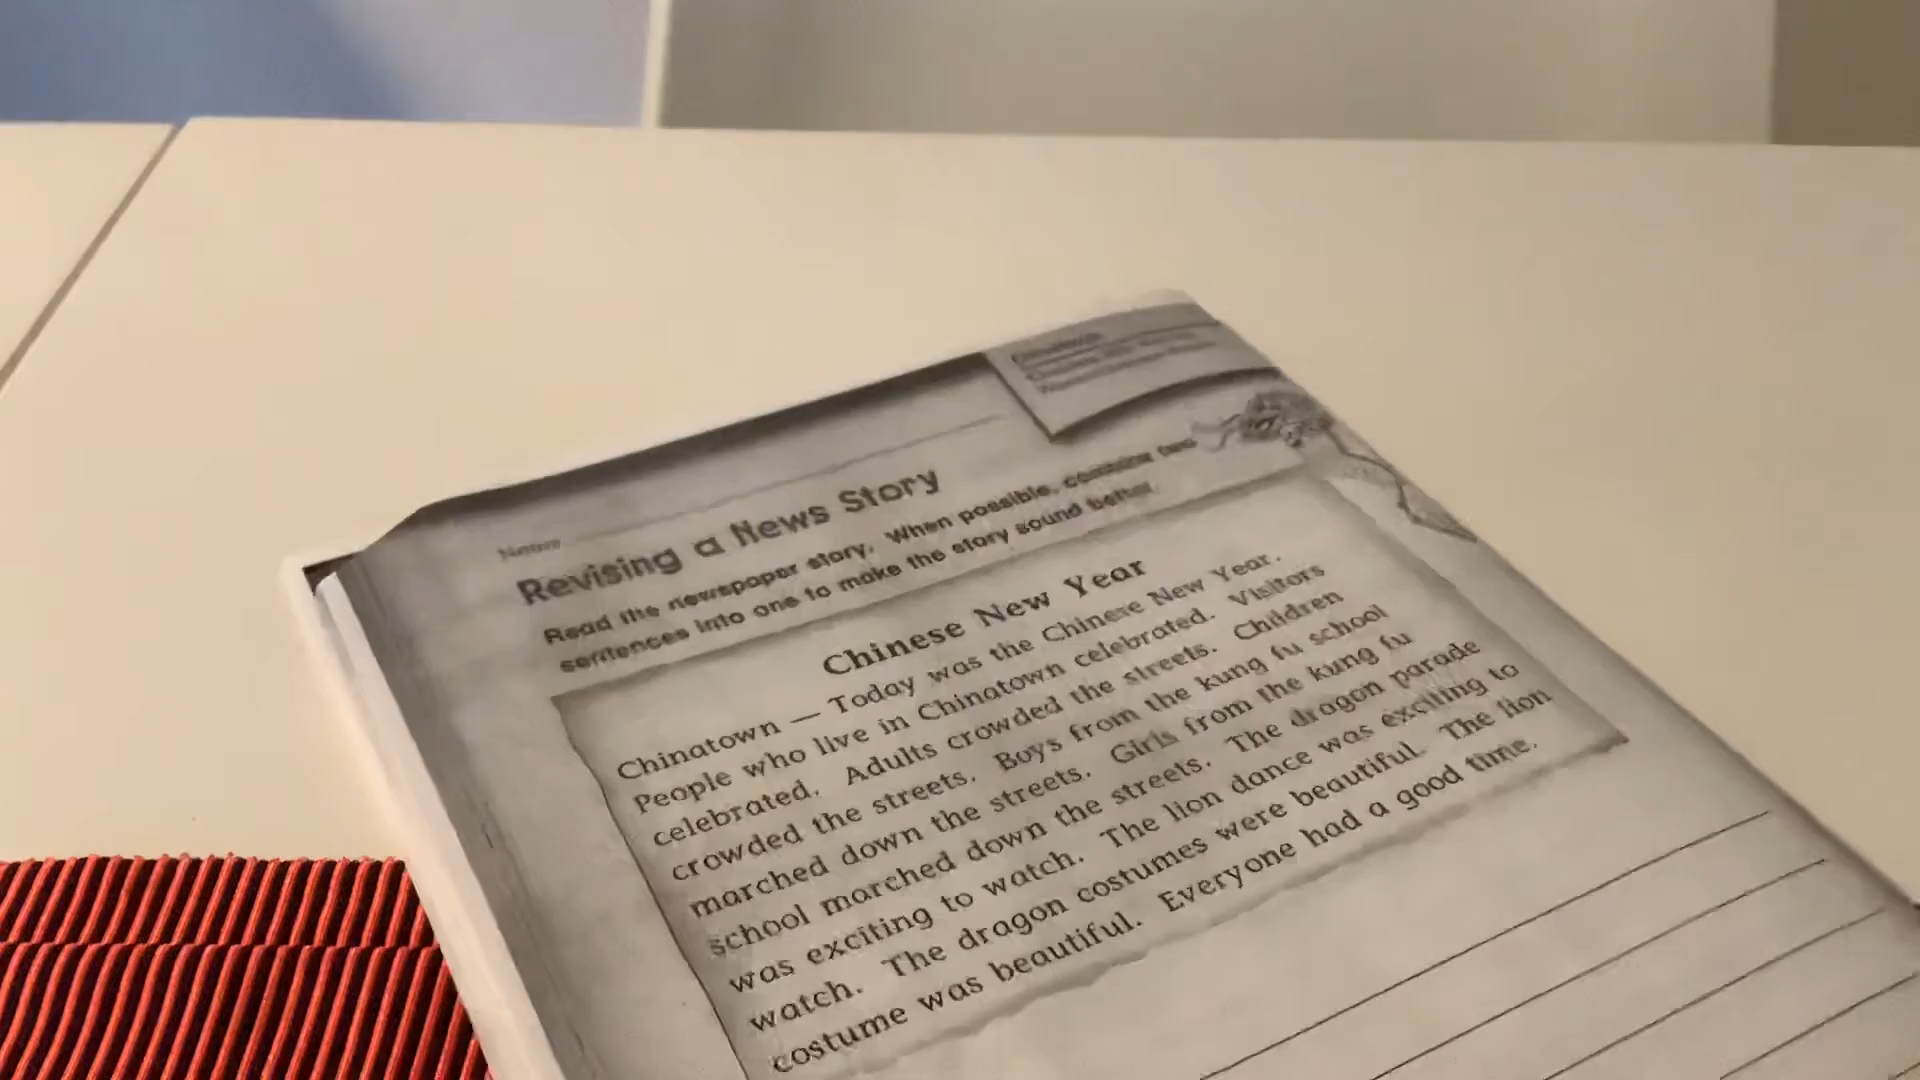 Name
Revising a News Story
Read the newspaper story. When possible, combine two
sentences into one to make the story sound better.
Chinese New Year
Chinatown — Today was the Chinese New Year.
People who live in Chinatown celebrated. Visitors
celebrated. Adults crowded the streets. Children
crowded the streets. Boys from the kung fu school
marched down the streets. Girls from the kung fu
school marched down the streets. The dragon parade
was exciting to watch. The lion dance was exciting to
watch. The dragon costumes were beautiful. The lion
costume was beautiful. Everyone had a good time.